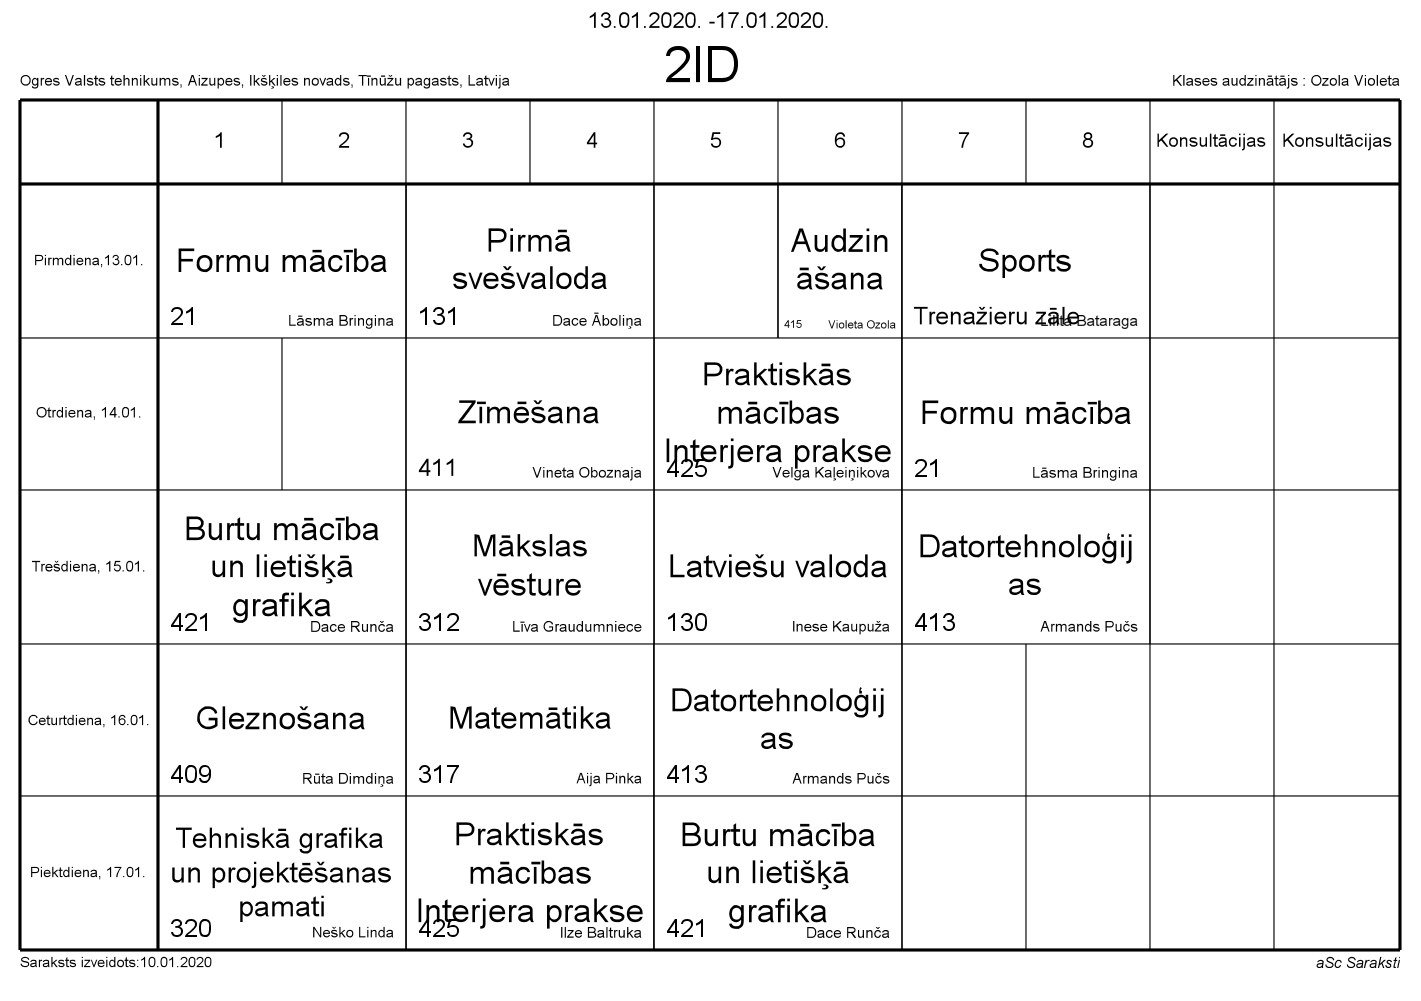 13.01.2020. -17.01.2020.
2ID
Ogres Valsts tehnikums, Aizupes, Ikšķiles novads, Tīnūžu pagasts, Latvija
Klases audzinātājs : Ozola Violeta
1 2 3 4 5 6 7 8 Konsultācijas Konsultācijas
Pirmdiena,13.01.
Formu mācība
21 Lāsma Bringina
Pirmā
svešvaloda
131 Dace Āboliņa
Audzin
āšana
415 Violeta Ozola
Sports
Trenažieru zāle Lilita Bataraga
Otrdiena, 14.01.
Zīmēšana
411 Vineta Oboznaja
Praktiskās
mācības
Interjera prakse
425 Velga Kaļeiņikova
Formu mācība
21 Lāsma Bringina
Trešdiena, 15.01.
Burtu mācība
un lietišķā
grafika
421 Dace Runča
Mākslas
vēsture
312 Līva Graudumniece
Latviešu valoda
130 Inese Kaupuža
Datortehnoloģij
as
413 Armands Pučs
Ceturtdiena, 16.01.
Gleznošana
409 Rūta Dimdiņa
Matemātika
317 Aija Pinka
Datortehnoloģij
as
413 Armands Pučs
Piektdiena, 17.01.
Tehniskā grafika
un projektēšanas
pamati
320 Neško Linda
Praktiskās
mācības
Interjera prakse
425 Ilze Baltruka
Burtu mācība
un lietišķā
grafika
421 Dace Runča
Saraksts izveidots:10.01.2020
aSc Saraksti